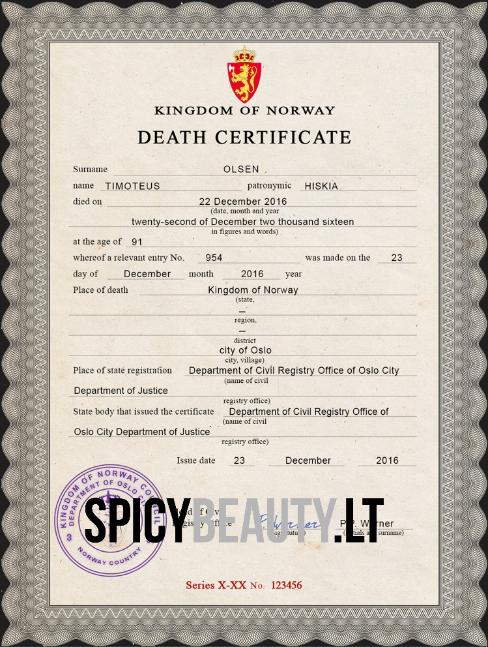 KINGDOM OF NORWAY
DEATH CERTIFICATE
Surname OLSEN .
name TIMOTEUS patronymic HISKIA
died on 22 December 2016
(date, month and year
twenty-second of December two thousand sixteen
in figures and words)
at the age of 91
whereof a relevant entry No. 954 was made on the 23
day of December month 2016 year
Place of death Kingdom of Norway
(state,
—
region,
—
district
city of Oslo
city, village)
Place of state registration Department of Civil Registry Office of Oslo City
(name of civil
Department of Justice
registry office)
State body that issued the certificate Department of Civil Registry Office of
(name of civil
Oslo City Department of Justice
registry office)
Issue date 23 December 2016
KINGDOM OF NORWAY
DEPARTMENT OF OSLO
NORWAY COUNTRY
SPICYBEAUTY.LT
surname)
Series X-XX No. 123456